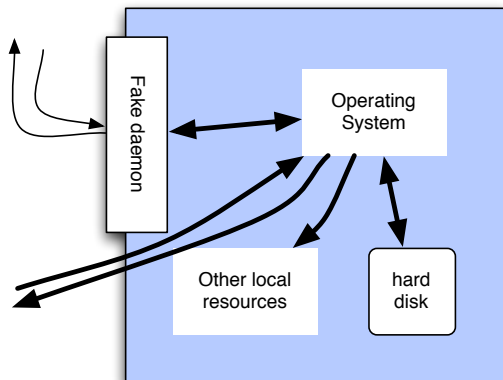 Fake daemon
Operating
System
Other local
resources
hard
disk